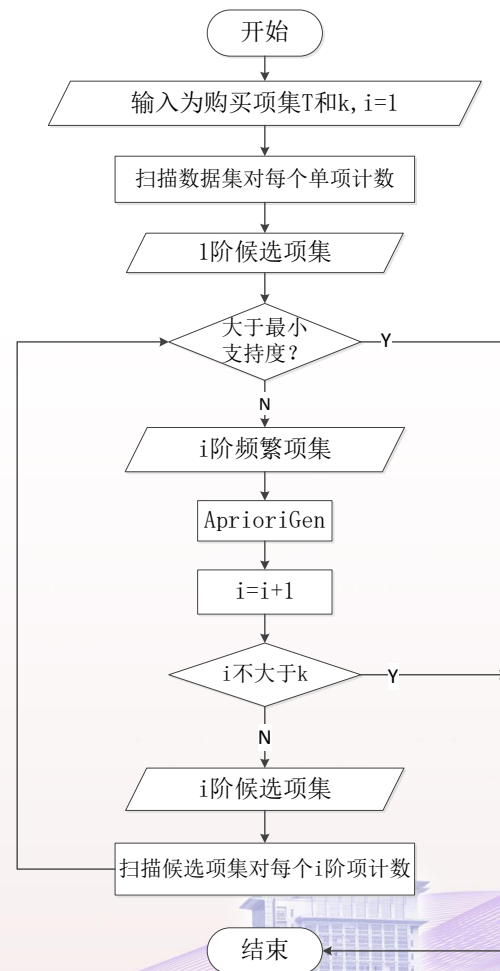 开始
输入为购买项集T和k,i=1
扫描数据集对每个单项计数
1阶候选项集
大于最小
支持度?
Y
N
i阶频繁项集
AprioriGen
i=i+1
i不大于k
Y
N
i阶候选项集
扫描候选项集对每个i阶项计数
结束